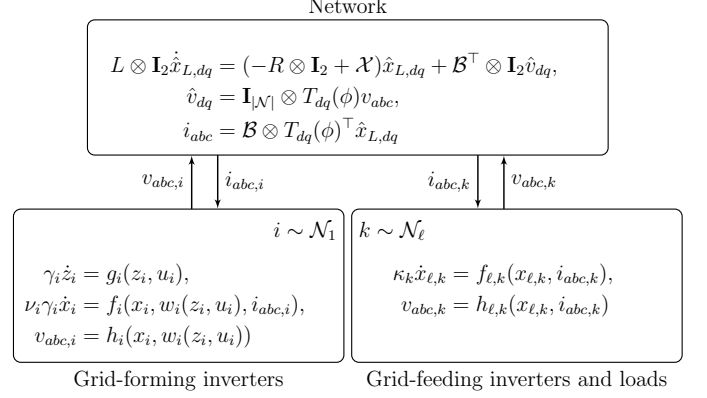 Network
L ⊗ I₂ẋ̂_{L,dq} = (−R ⊗ I₂ + 𝒳)x̂_{L,dq} + ℬ^⊤ ⊗ I₂v̂_{dq},
v̂_{dq} = I_{|𝒩|} ⊗ T_{dq}(ϕ)v_{abc},
i_{abc} = ℬ ⊗ T_{dq}(ϕ)^⊤x̂_{L,dq}
v_{abc,i} i_{abc,i} i_{abc,k} v_{abc,k}
i ∼ 𝒩₁ k ∼ 𝒩_ℓ
γ_iż_i = g_i(z_i, u_i),
ν_iγ_iẋ_i = f_i(x_i, w_i(z_i, u_i), i_{abc,i}),
v_{abc,i} = h_i(x_i, w_i(z_i, u_i))
κ_kẋ_{ℓ,k} = f_{ℓ,k}(x_{ℓ,k}, i_{abc,k}),
v_{abc,k} = h_{ℓ,k}(x_{ℓ,k}, i_{abc,k})
Grid-forming inverters
Grid-feeding inverters and loads